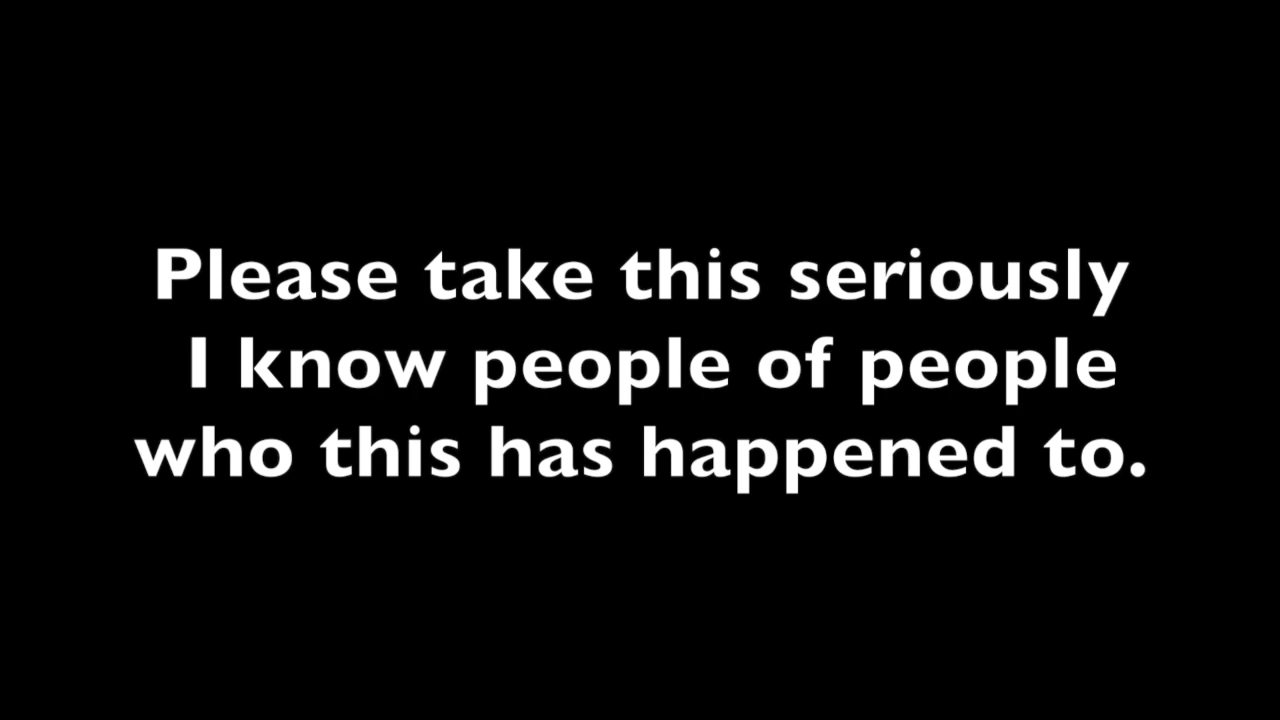 Please take this seriously
I know people of people
who this has happened to.